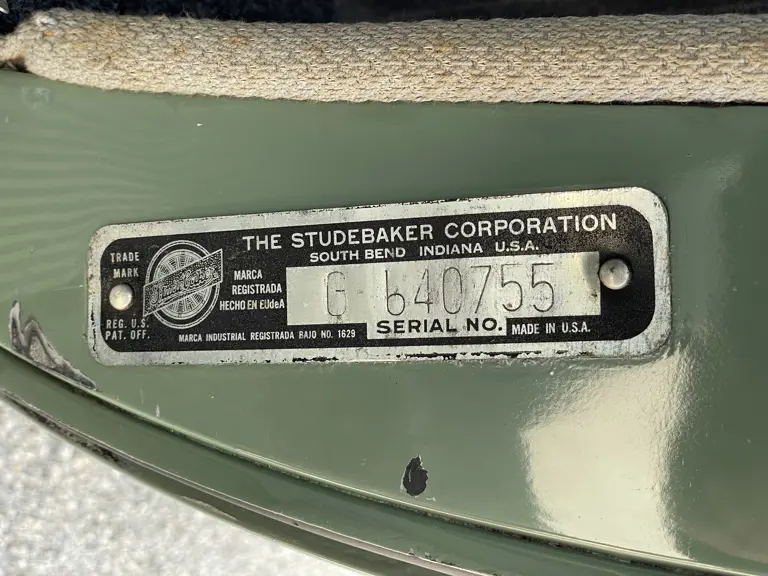 THE STUDEBAKER CORPORATION
SOUTH BEND INDIANA U.S.A.
TRADE
MARK
Studebaker
MARCA
REGISTRADA
HECHO EN EUdeA
G 640755
REG. U.S.
PAT. OFF.
MARCA INDUSTRIAL REGISTRADA BAJO NO. 1629
SERIAL NO.
MADE IN U.S.A.